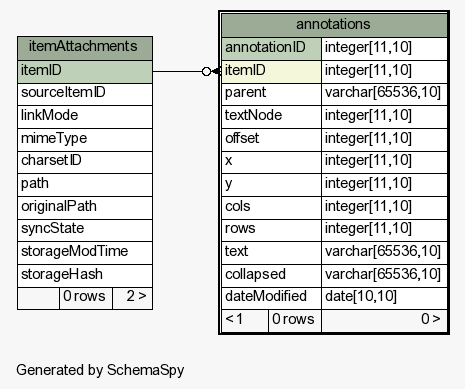 itemAttachments
itemID
sourceItemID
linkMode
mimeType
charsetID
path
originalPath
syncState
storageModTime
storageHash
0 rows 2 >
annotations
annotationID integer[11,10]
itemID integer[11,10]
parent varchar[65536,10]
textNode integer[11,10]
offset integer[11,10]
x integer[11,10]
y integer[11,10]
cols integer[11,10]
rows integer[11,10]
text varchar[65536,10]
collapsed varchar[65536,10]
dateModified date[10,10]
< 1 0 rows 0 >
Generated by SchemaSpy